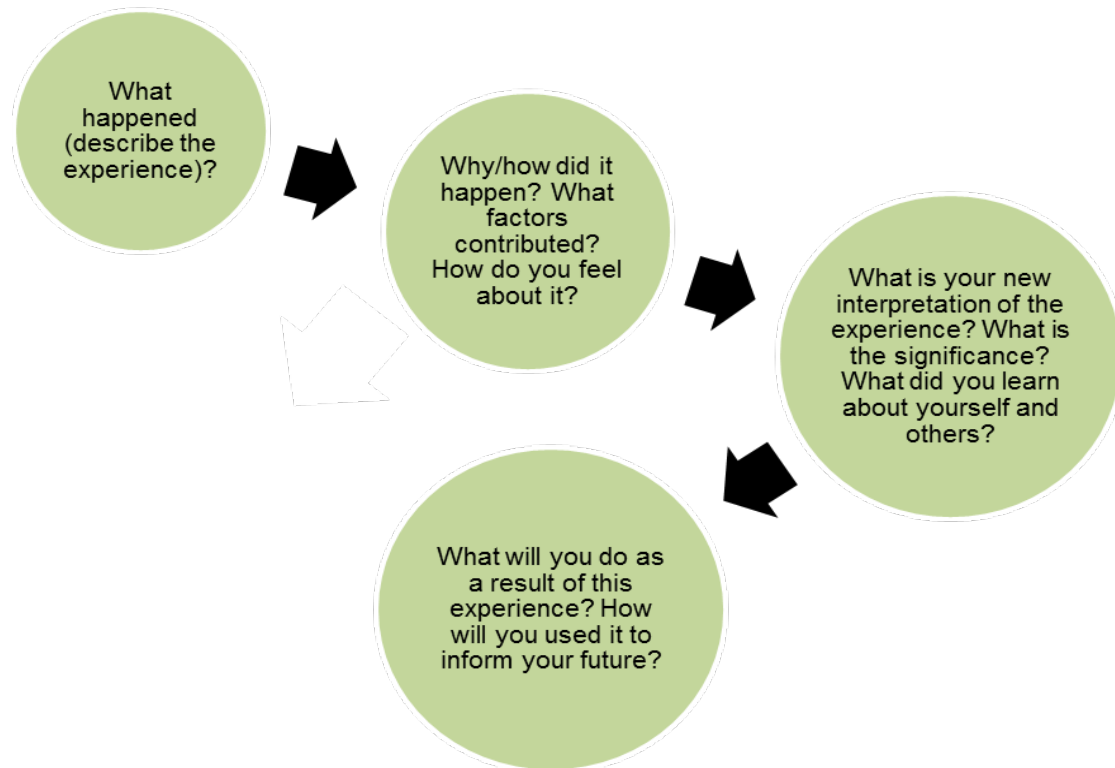 What
happened
(describe the
experience)?
Why/how did it
happen? What
factors
contributed?
How do you feel
about it?
What is your new
interpretation of the
experience? What is
the significance?
What did you learn
about yourself and
others?
What will you do as
a result of this
experience? How
will you used it to
inform your future?